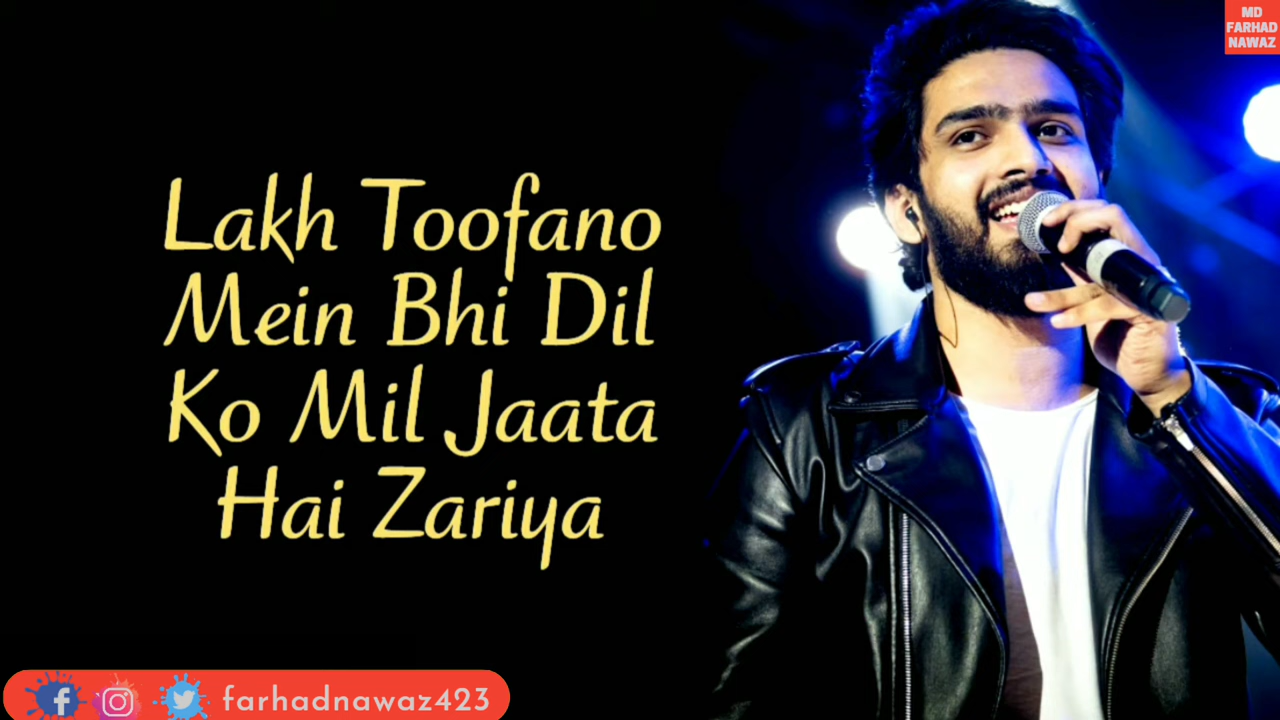 MD
FARHAD
NAWAZ
Lakh Toofano
Mein Bhi Dil
Ko Mil Jaata
Hai Zariya
farhadnawaz423